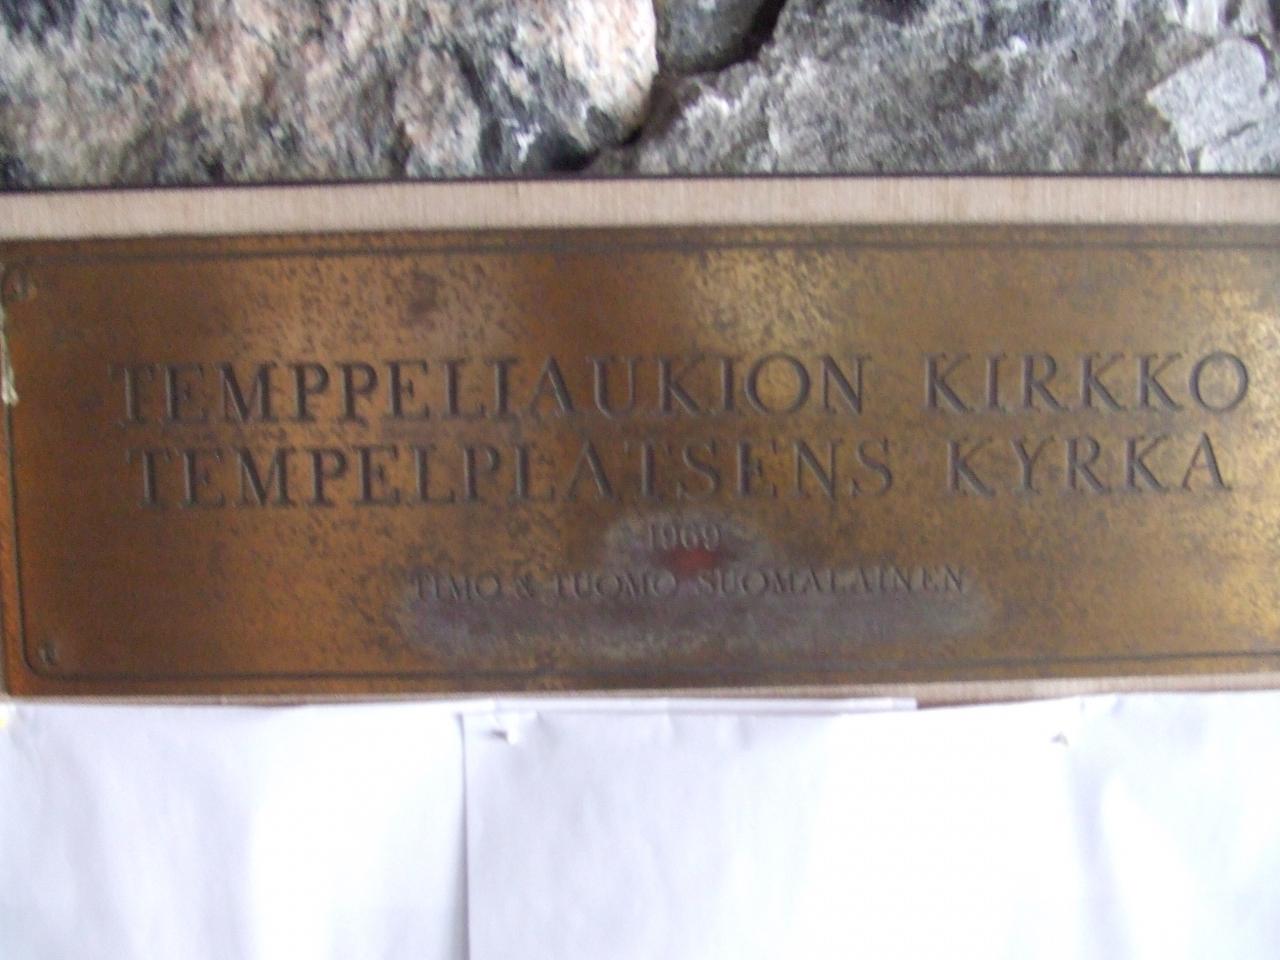 TEMPPELIAUKION KIRKKO
TEMPELPLATSENS KYRKA
1969
TIMO & TUOMO SUOMALAINEN